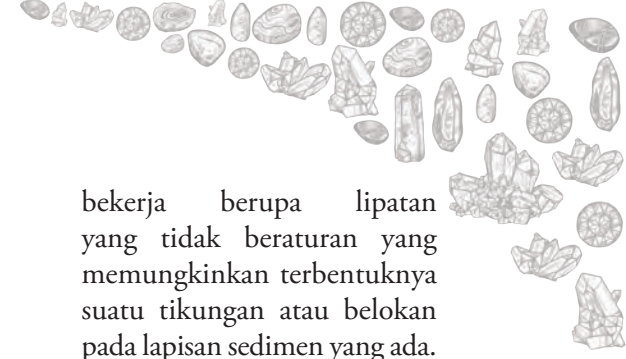 bekerja berupa lipatan
yang tidak beraturan yang
memungkinkan terbentuknya
suatu tikungan atau belokan
pada lapisan sedimen yang ada.